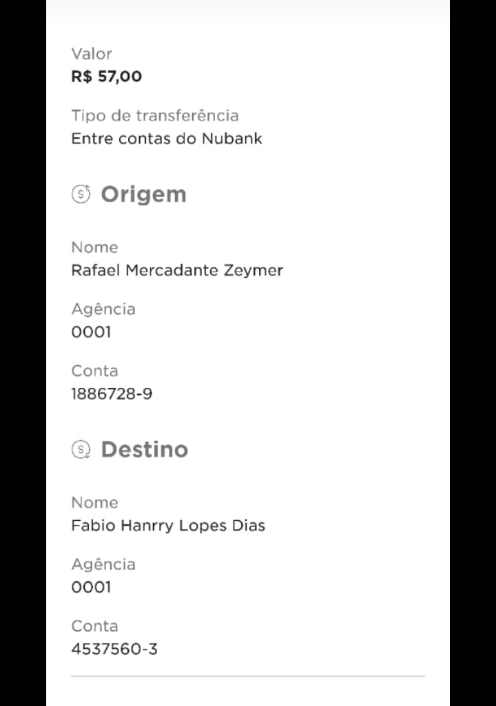 Valor
R$ 57,00
Tipo de transferência
Entre contas do Nubank
Origem
Nome
Rafael Mercadante Zeymer
Agência
0001
Conta
1886728-9
Destino
Nome
Fabio Hanrry Lopes Dias
Agência
0001
Conta
4537560-3